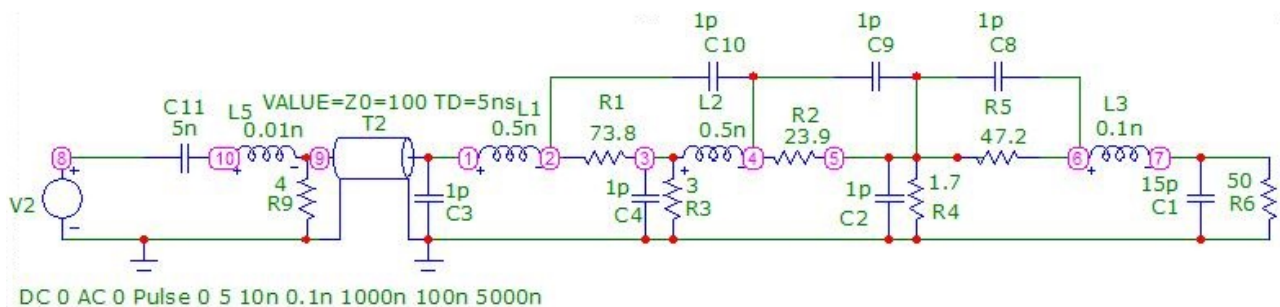 1p
C10
1p
C9
1p
C8
C11
5n
L5
0.01n
VALUE=Z0=100 TD=5ns
T2
L1
0.5n
R1
73.8
L2
0.5n
R2
23.9
R5
47.2
L3
0.1n
8
10
9
1
2
3
4
5
6
7
+
V2
-
4
R9
1p
C3
1p
C4
3
R3
1p
C2
1.7
R4
15p
C1
50
R6
DC 0 AC 0 Pulse 0 5 10n 0.1n 1000n 100n 5000n